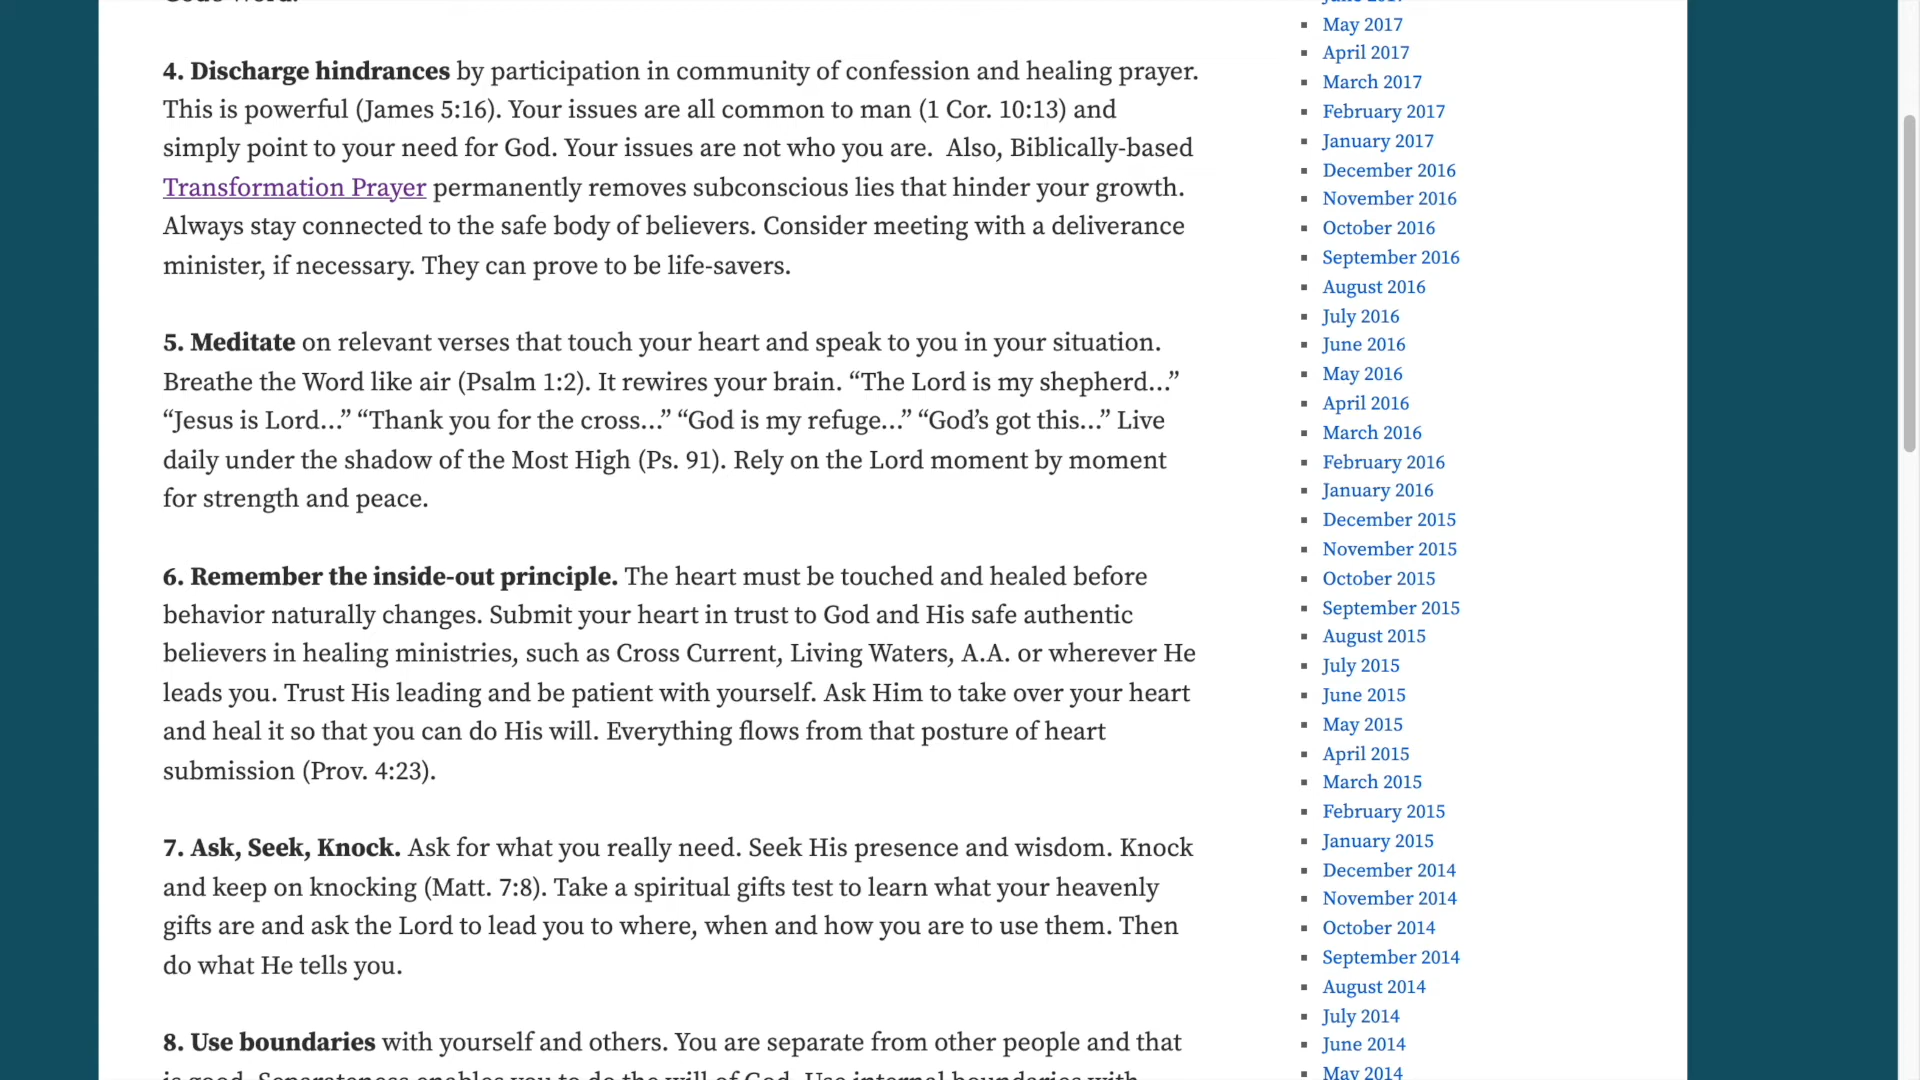 4. Discharge hindrances by participation in community of confession and healing prayer.
This is powerful (James 5:16). Your issues are all common to man (1 Cor. 10:13) and
simply point to your need for God. Your issues are not who you are.  Also, Biblically-based
Transformation Prayer permanently removes subconscious lies that hinder your growth.
Always stay connected to the safe body of believers. Consider meeting with a deliverance
minister, if necessary. They can prove to be life-savers.
5. Meditate on relevant verses that touch your heart and speak to you in your situation.
Breathe the Word like air (Psalm 1:2). It rewires your brain. “The Lord is my shepherd…”
“Jesus is Lord…” “Thank you for the cross…” “God is my refuge…” “God’s got this…” Live
daily under the shadow of the Most High (Ps. 91). Rely on the Lord moment by moment
for strength and peace.
6. Remember the inside-out principle. The heart must be touched and healed before
behavior naturally changes. Submit your heart in trust to God and His safe authentic
believers in healing ministries, such as Cross Current, Living Waters, A.A. or wherever He
leads you. Trust His leading and be patient with yourself. Ask Him to take over your heart
and heal it so that you can do His will. Everything flows from that posture of heart
submission (Prov. 4:23).
7. Ask, Seek, Knock. Ask for what you really need. Seek His presence and wisdom. Knock
and keep on knocking (Matt. 7:8). Take a spiritual gifts test to learn what your heavenly
gifts are and ask the Lord to lead you to where, when and how you are to use them. Then
do what He tells you.
8. Use boundaries with yourself and others. You are separate from other people and that
May 2017
April 2017
March 2017
February 2017
January 2017
December 2016
November 2016
October 2016
September 2016
August 2016
July 2016
June 2016
May 2016
April 2016
March 2016
February 2016
January 2016
December 2015
November 2015
October 2015
September 2015
August 2015
July 2015
June 2015
May 2015
April 2015
March 2015
February 2015
January 2015
December 2014
November 2014
October 2014
September 2014
August 2014
July 2014
June 2014
May 2014